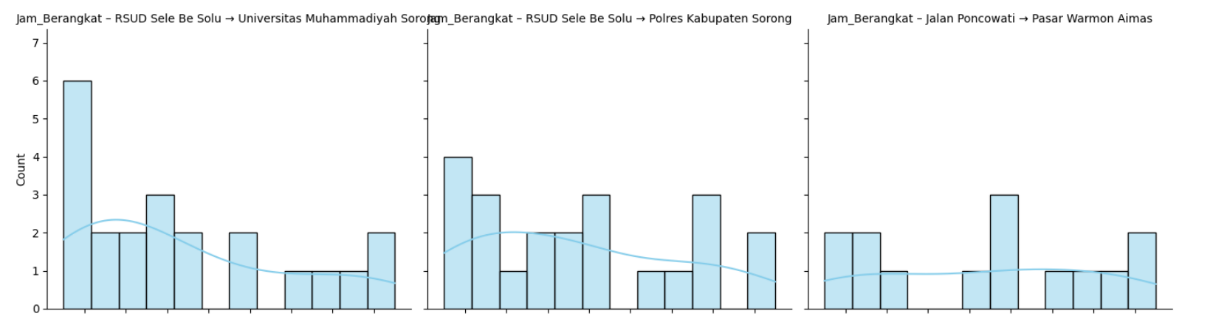 Jam_Berangkat – RSUD Sele Be Solu → Universitas Muhammadiyah Sorong
Jam_Berangkat – RSUD Sele Be Solu → Polres Kabupaten Sorong
Jam_Berangkat – Jalan Poncowati → Pasar Warmon Aimas
7
6
5
4
3
2
1
0
Count